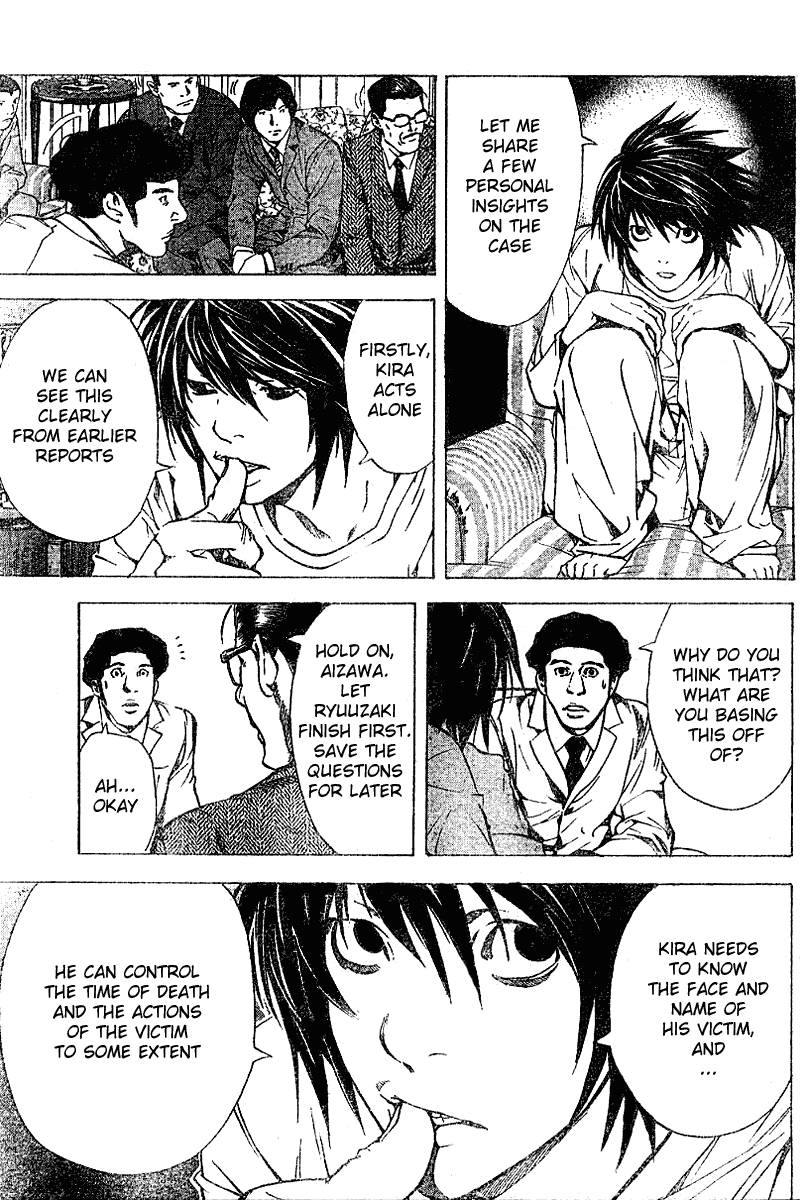 LET ME
SHARE
A FEW
PERSONAL
INSIGHTS
ON THE
CASE
FIRSTLY,
KIRA
ACTS
ALONE
WE CAN
SEE THIS
CLEARLY
FROM EARLIER
REPORTS
WHY DO YOU
THINK THAT?
WHAT ARE
YOU BASING
THIS OFF
OF?
HOLD ON,
AIZAWA.
LET
RYUUZAKI
FINISH FIRST.
SAVE THE
QUESTIONS
FOR LATER
AH...
OKAY
KIRA NEEDS
TO KNOW
THE FACE AND
NAME OF
HIS VICTIM,
AND
...
HE CAN CONTROL
THE TIME OF DEATH
AND THE ACTIONS
OF THE VICTIM
TO SOME EXTENT